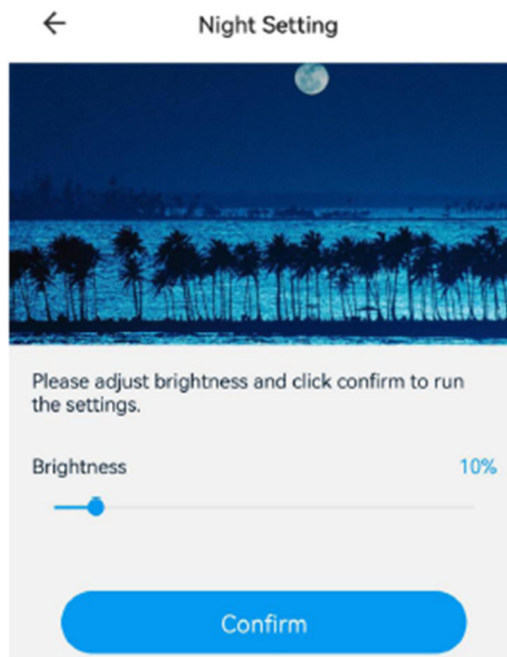 Night Setting
Please adjust brightness and click confirm to run
the settings.
Brightness 10%
Confirm